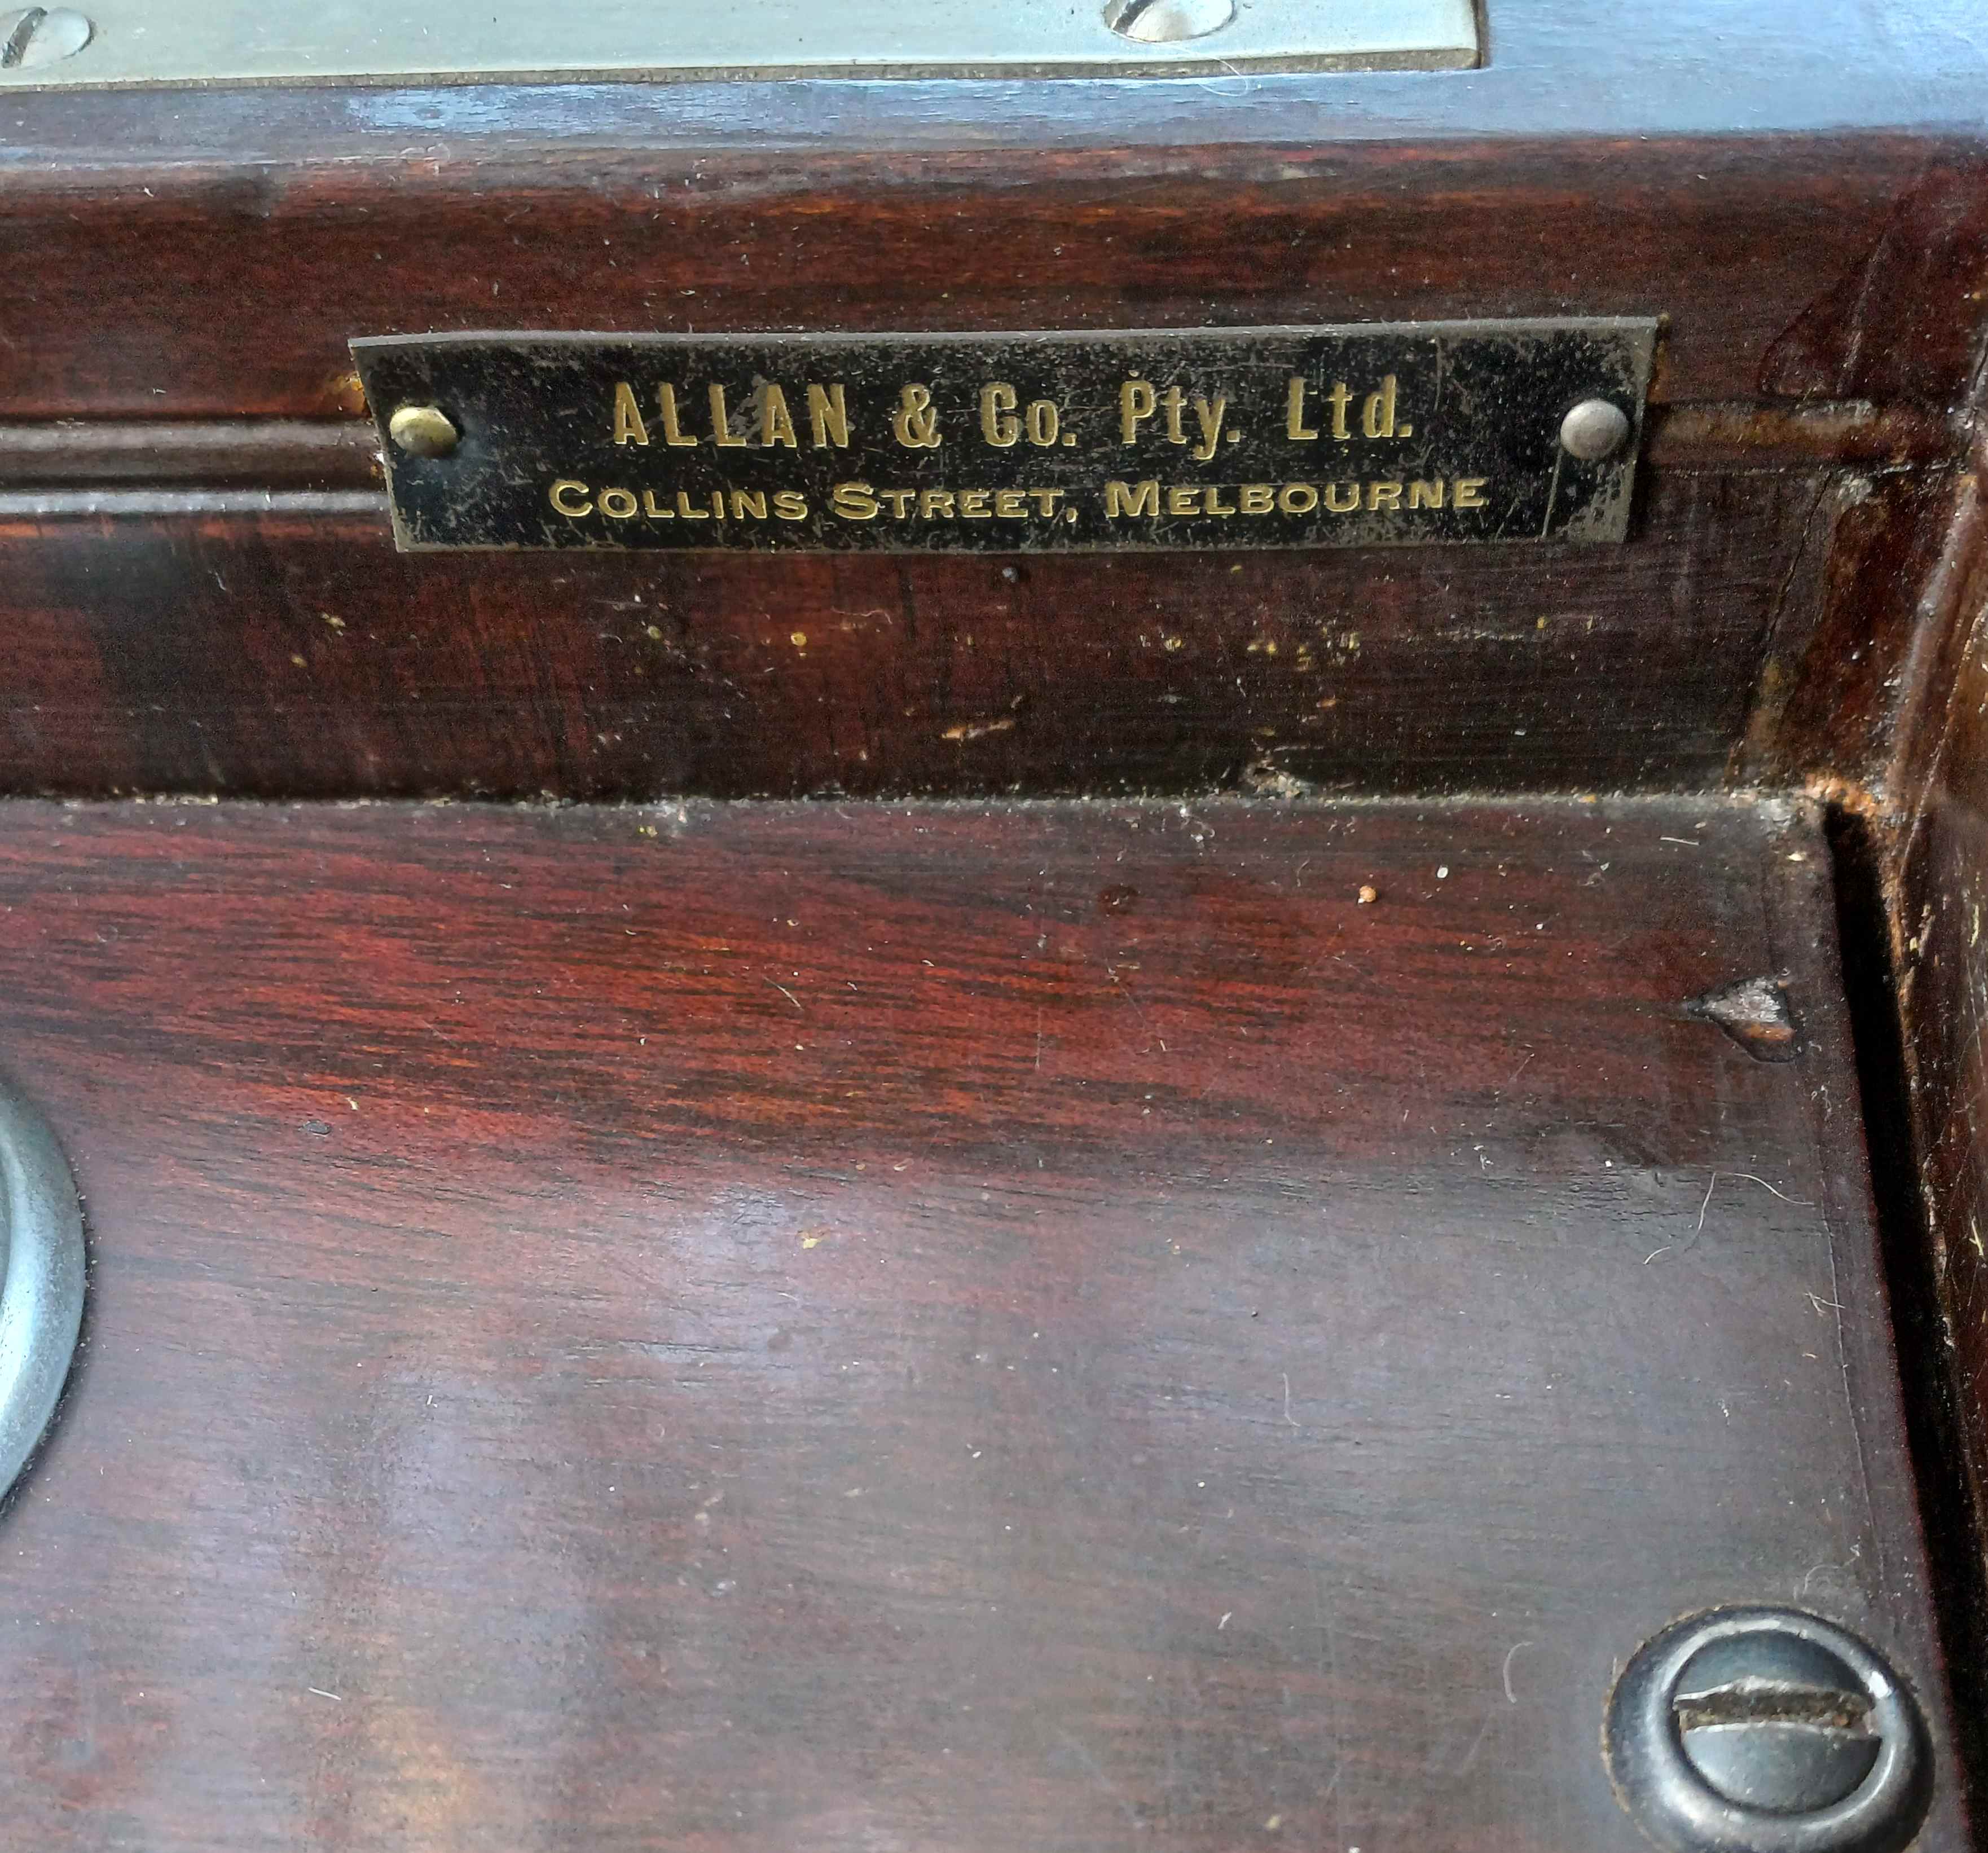 ALLAN & Co. Pty. Ltd.
COLLINS STREET, MELBOURNE